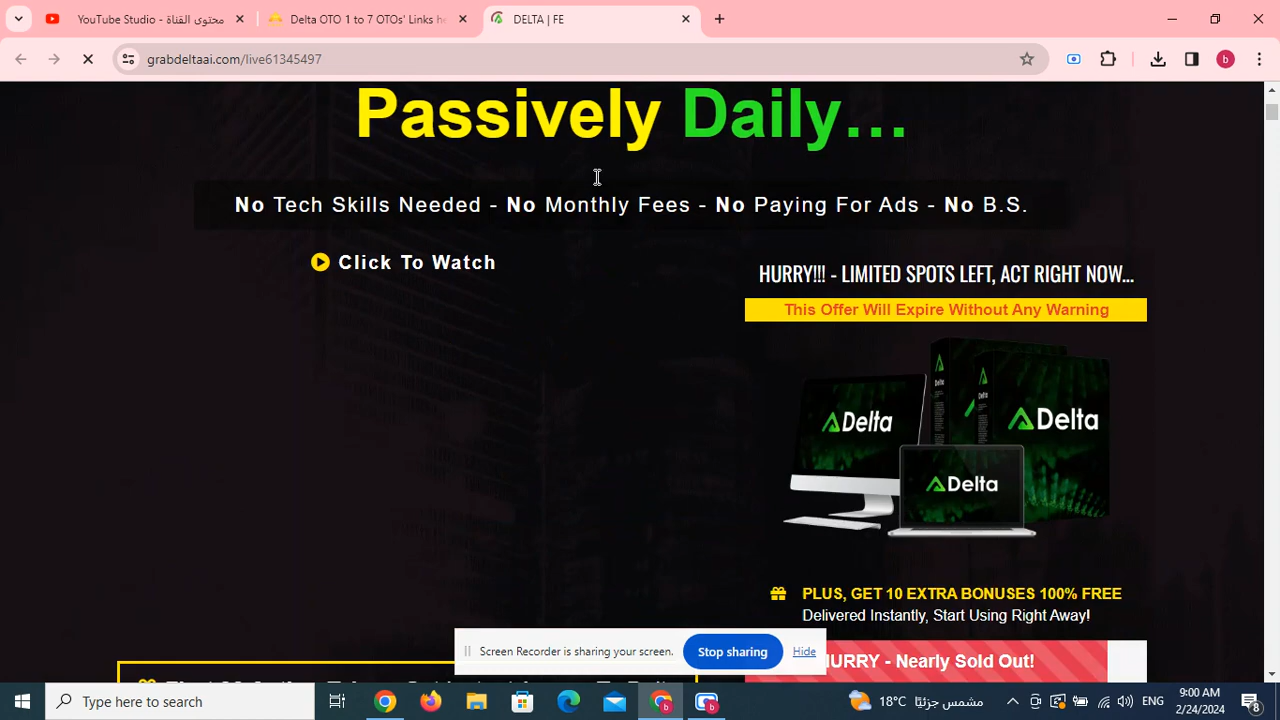 YouTube Studio - محتوى القناة
Delta OTO 1 to 7 OTOs' Links he
DELTA | FE
grabdeltaai.com/live61345497
b
Passively Daily...
No Tech Skills Needed - No Monthly Fees - No Paying For Ads - No B.S.
Click To Watch
HURRY!!! - LIMITED SPOTS LEFT, ACT RIGHT NOW...
This Offer Will Expire Without Any Warning
Delta
Delta
Delta
Delta
PLUS, GET 10 EXTRA BONUSES 100% FREE
Delivered Instantly, Start Using Right Away!
Screen Recorder is sharing your screen.
Stop sharing
Hide
HURRY - Nearly Sold Out!
Type here to search
18°C
مشمس جزئيًا
ENG
9:00 AM
2/24/2024
8